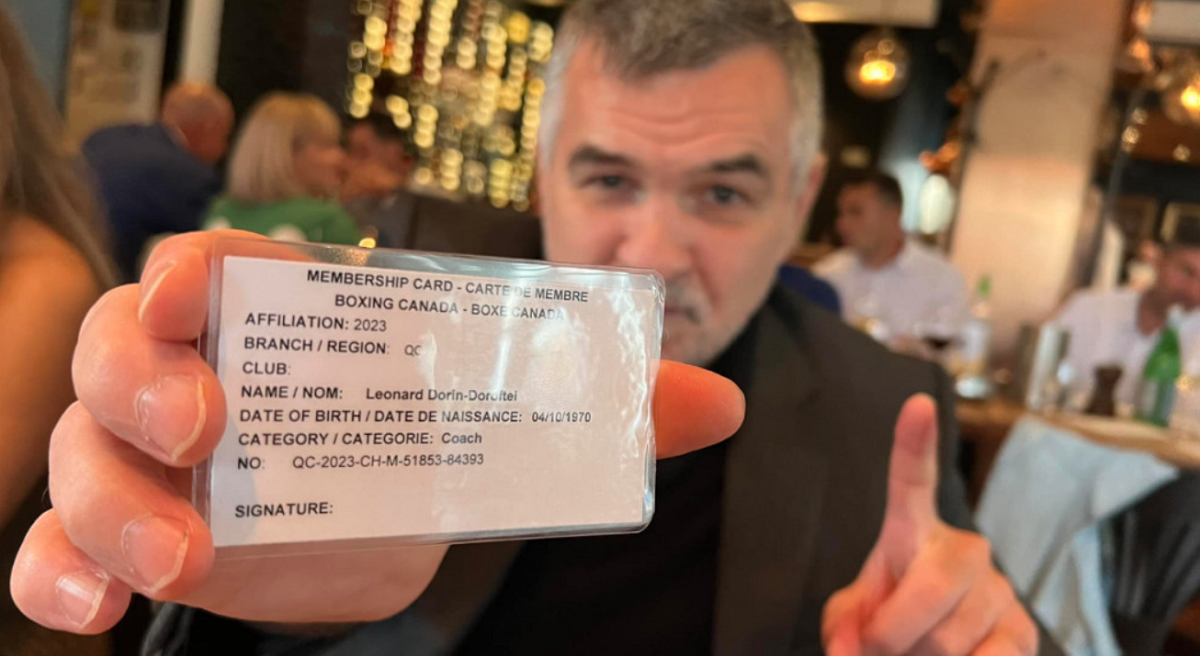 MEMBERSHIP CARD - CARTE DE MEMBRE
BOXING CANADA - BOXE CANADA
AFFILIATION: 2023
BRANCH / REGION: QC
CLUB:
NAME / NOM: Leonard Dorin-Doroftei
DATE OF BIRTH / DATE DE NAISSANCE: 04/10/1970
CATEGORY / CATEGORIE: Coach
NO: QC-2023-CH-M-51853-84393
SIGNATURE: